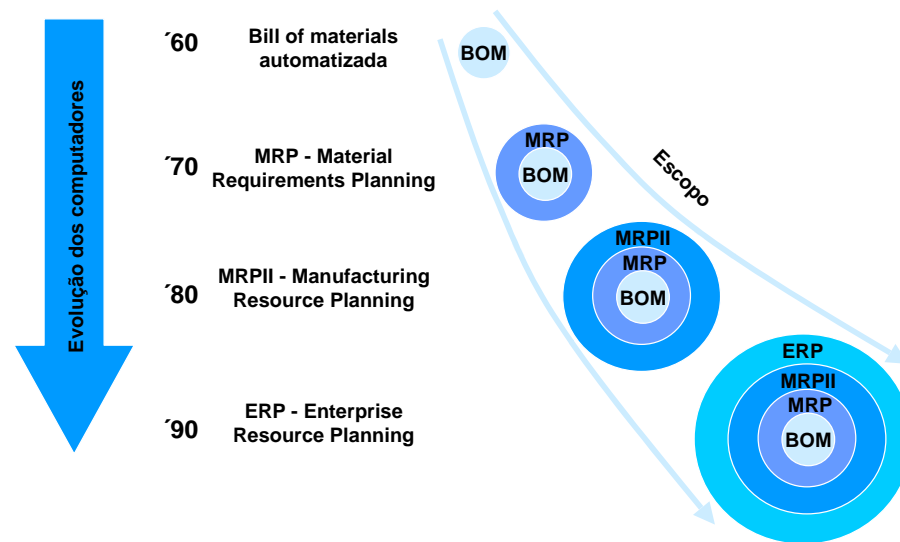 Evolução dos computadores
´60
Bill of materials
automatizada
BOM
´70
MRP - Material
Requirements Planning
MRP
BOM
Escopo
´80
MRPII - Manufacturing
Resource Planning
MRPII
MRP
BOM
´90
ERP - Enterprise
Resource Planning
ERP
MRPII
MRP
BOM